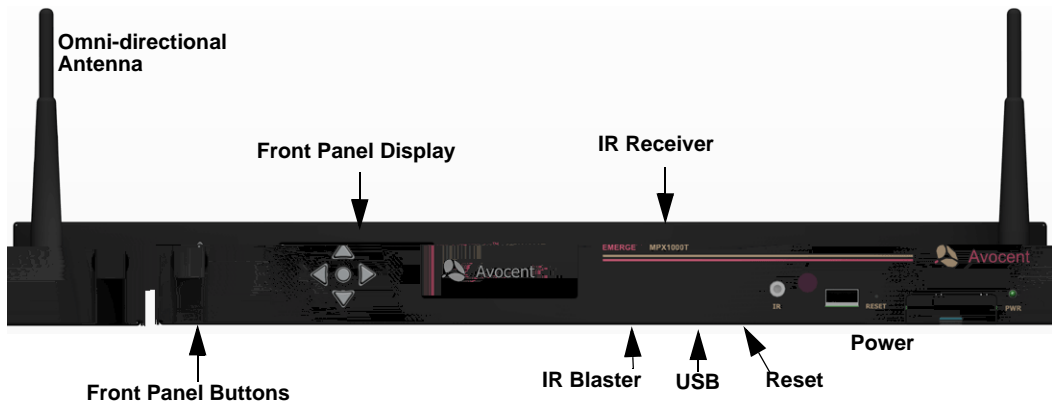 Omni-directional
Antenna
Front Panel Display
IR Receiver
EMERGE MPX1000T
Avocent
Avocent
IR
RESET
PWR
Power
IR Blaster
USB
Reset
Front Panel Buttons